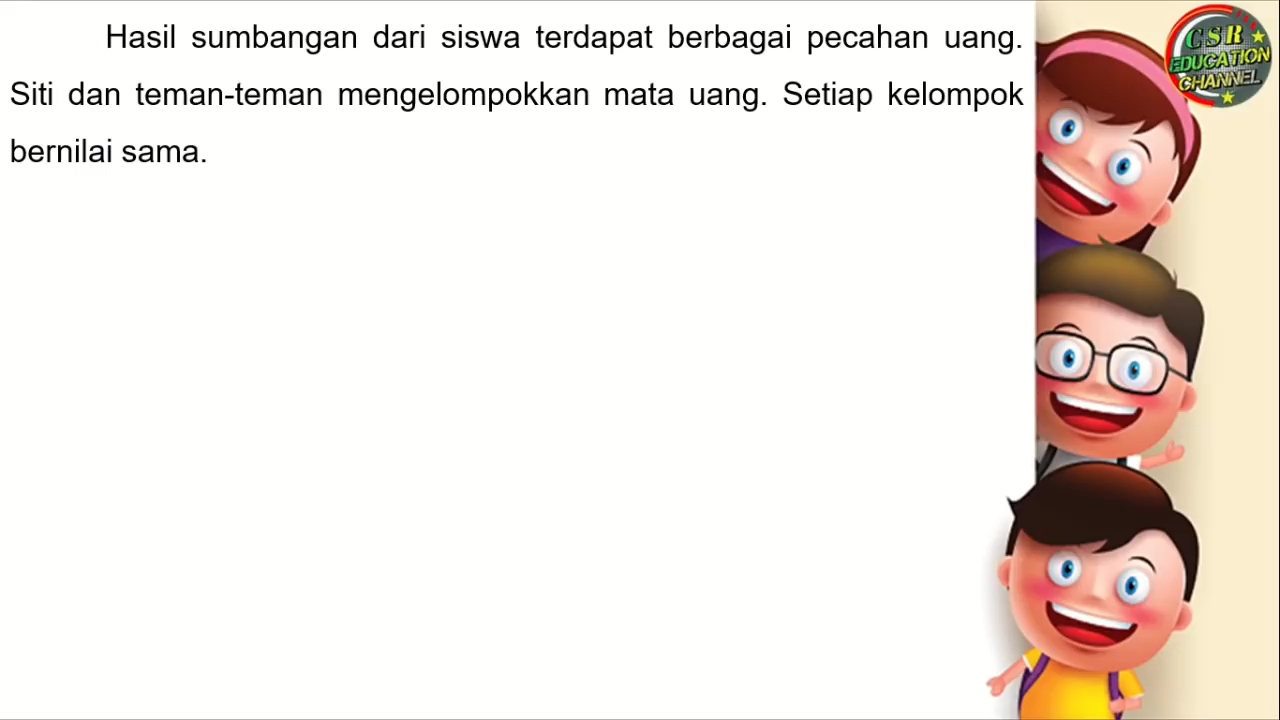 Hasil sumbangan dari siswa terdapat berbagai pecahan uang.
Siti dan teman-teman mengelompokkan mata uang. Setiap kelompok
bernilai sama.
CSR
EDUCATION
CHANNEL